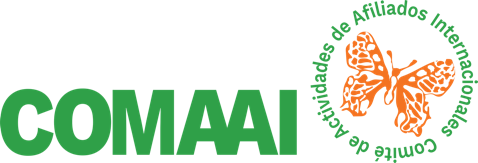 COMAAI
Comité de Actividades de Afiliados Internacionales